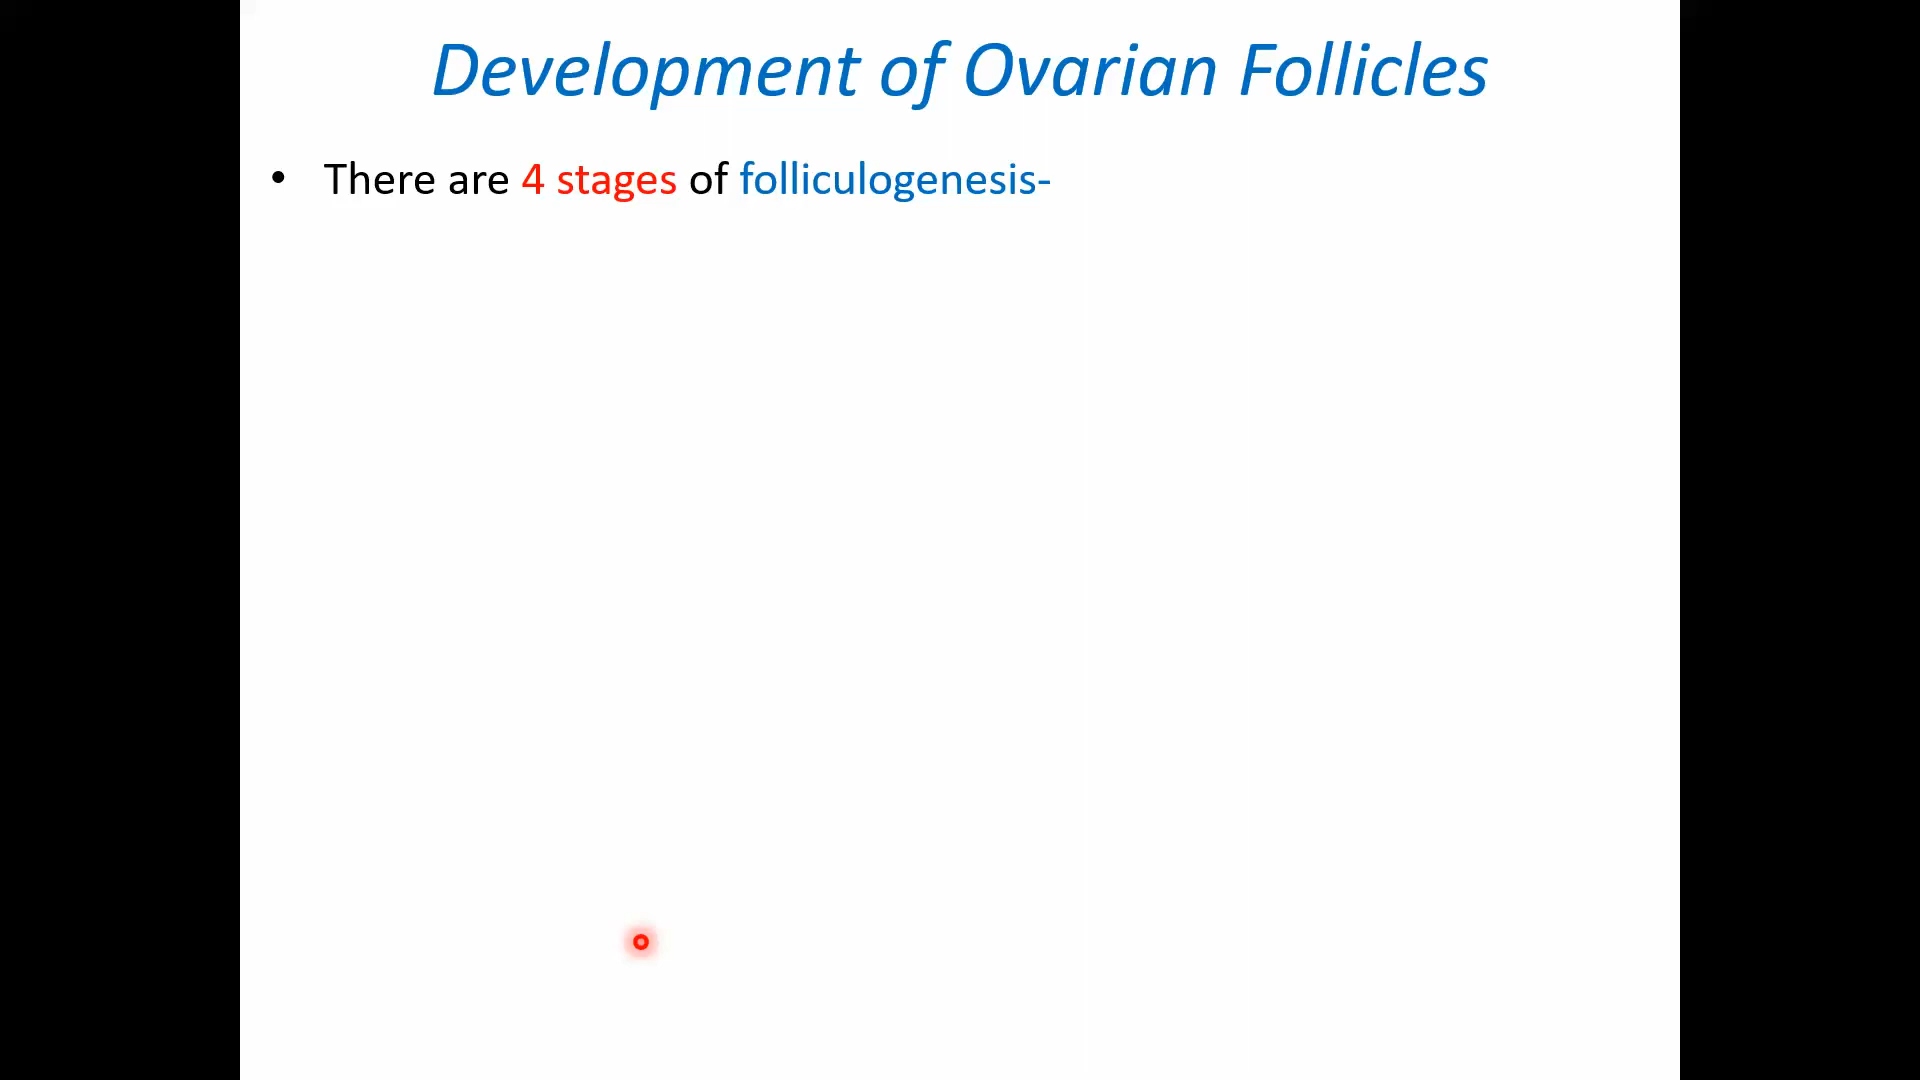 Development of Ovarian Follicles
• There are 4 stages of folliculogenesis-